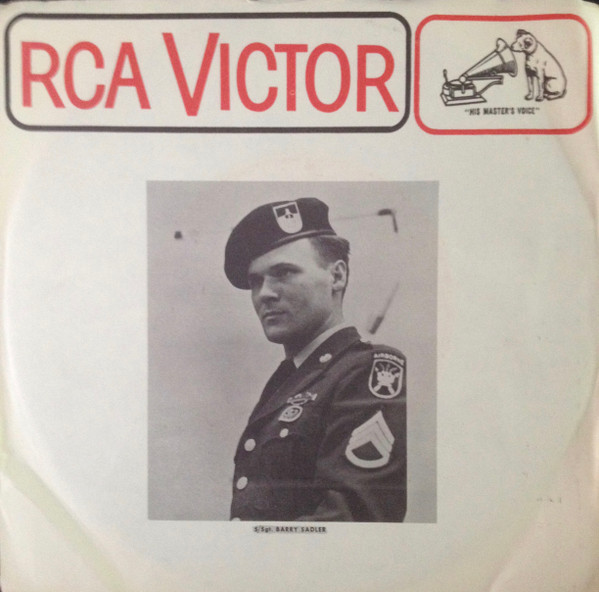 RCA VICTOR
"HIS MASTER'S VOICE"
AIRBORNE
S/Sgt. BARRY SADLER